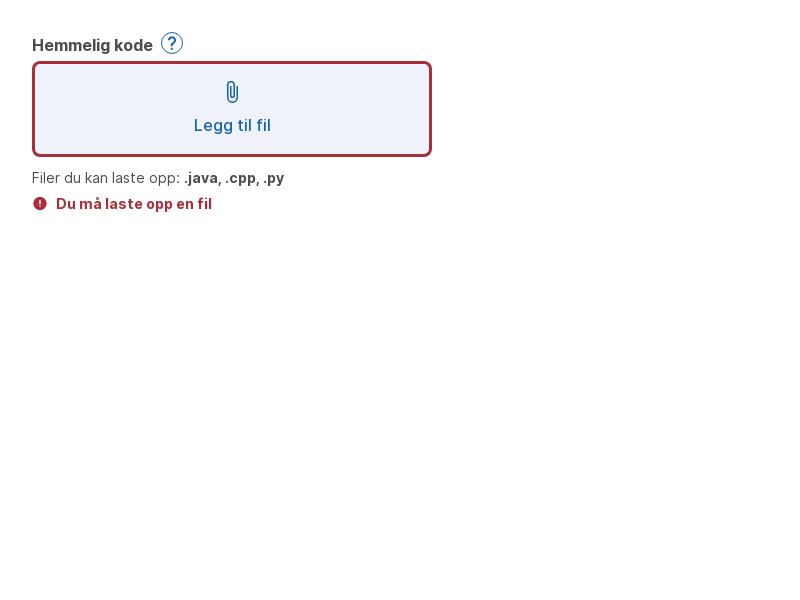 Hemmelig kode ?
Legg til fil
Filer du kan laste opp: .java, .cpp, .py
Du må laste opp en fil